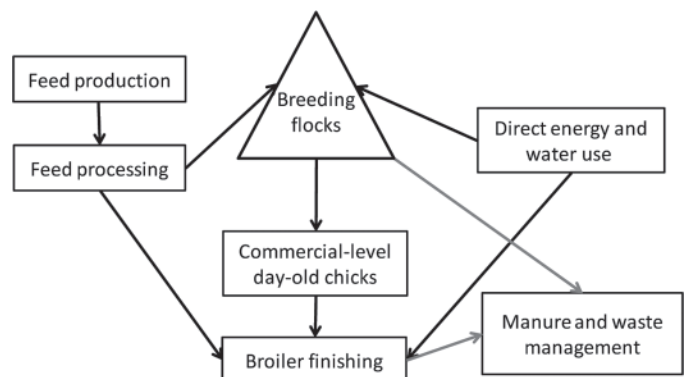 Feed production
Breeding
flocks
Direct energy and
water use
Feed processing
Commercial-level
day-old chicks
Manure and waste
management
Broiler finishing